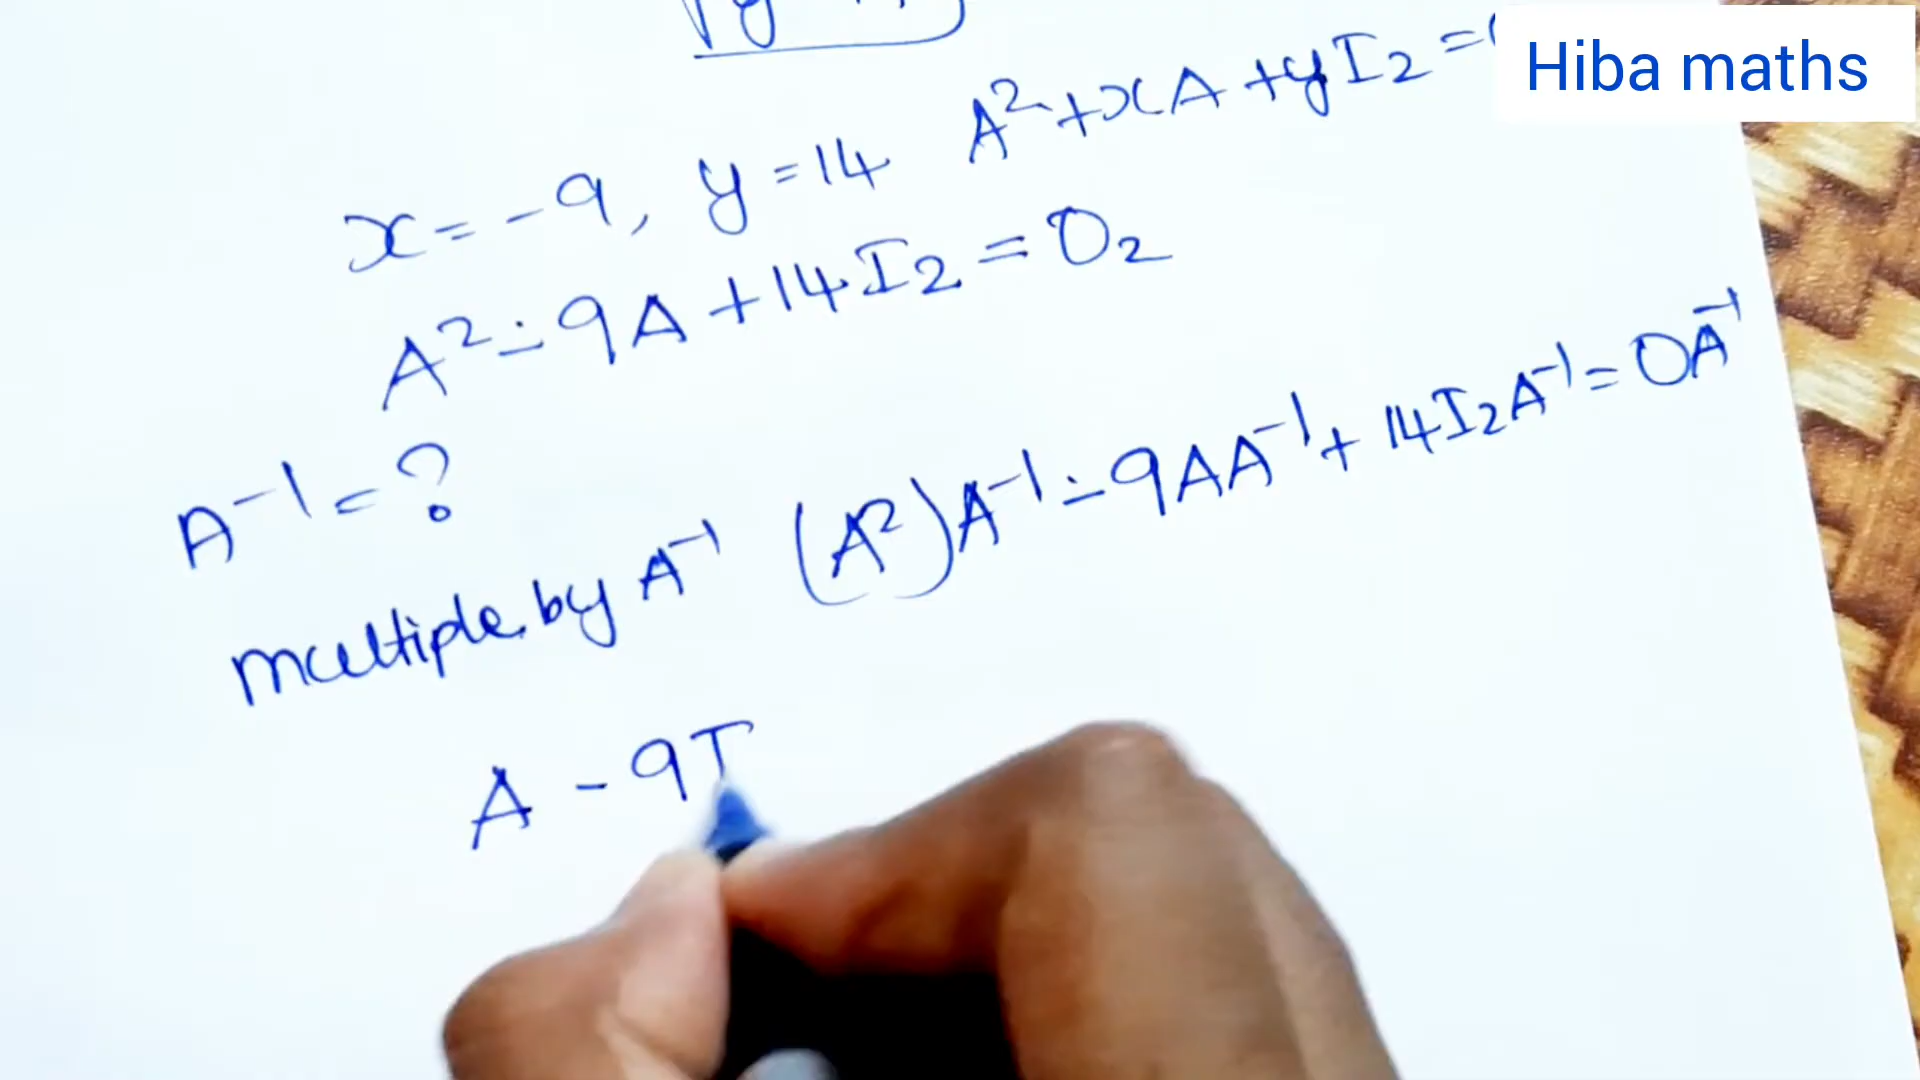 Hiba maths
A² + xA + yI₂ =
x = -9, y = 14
A² - 9A + 14I₂ = O₂
A⁻¹ = ?
multiple by A⁻¹ (A²)A⁻¹ - 9AA⁻¹ + 14I₂A⁻¹ = OA⁻¹
A - 9I